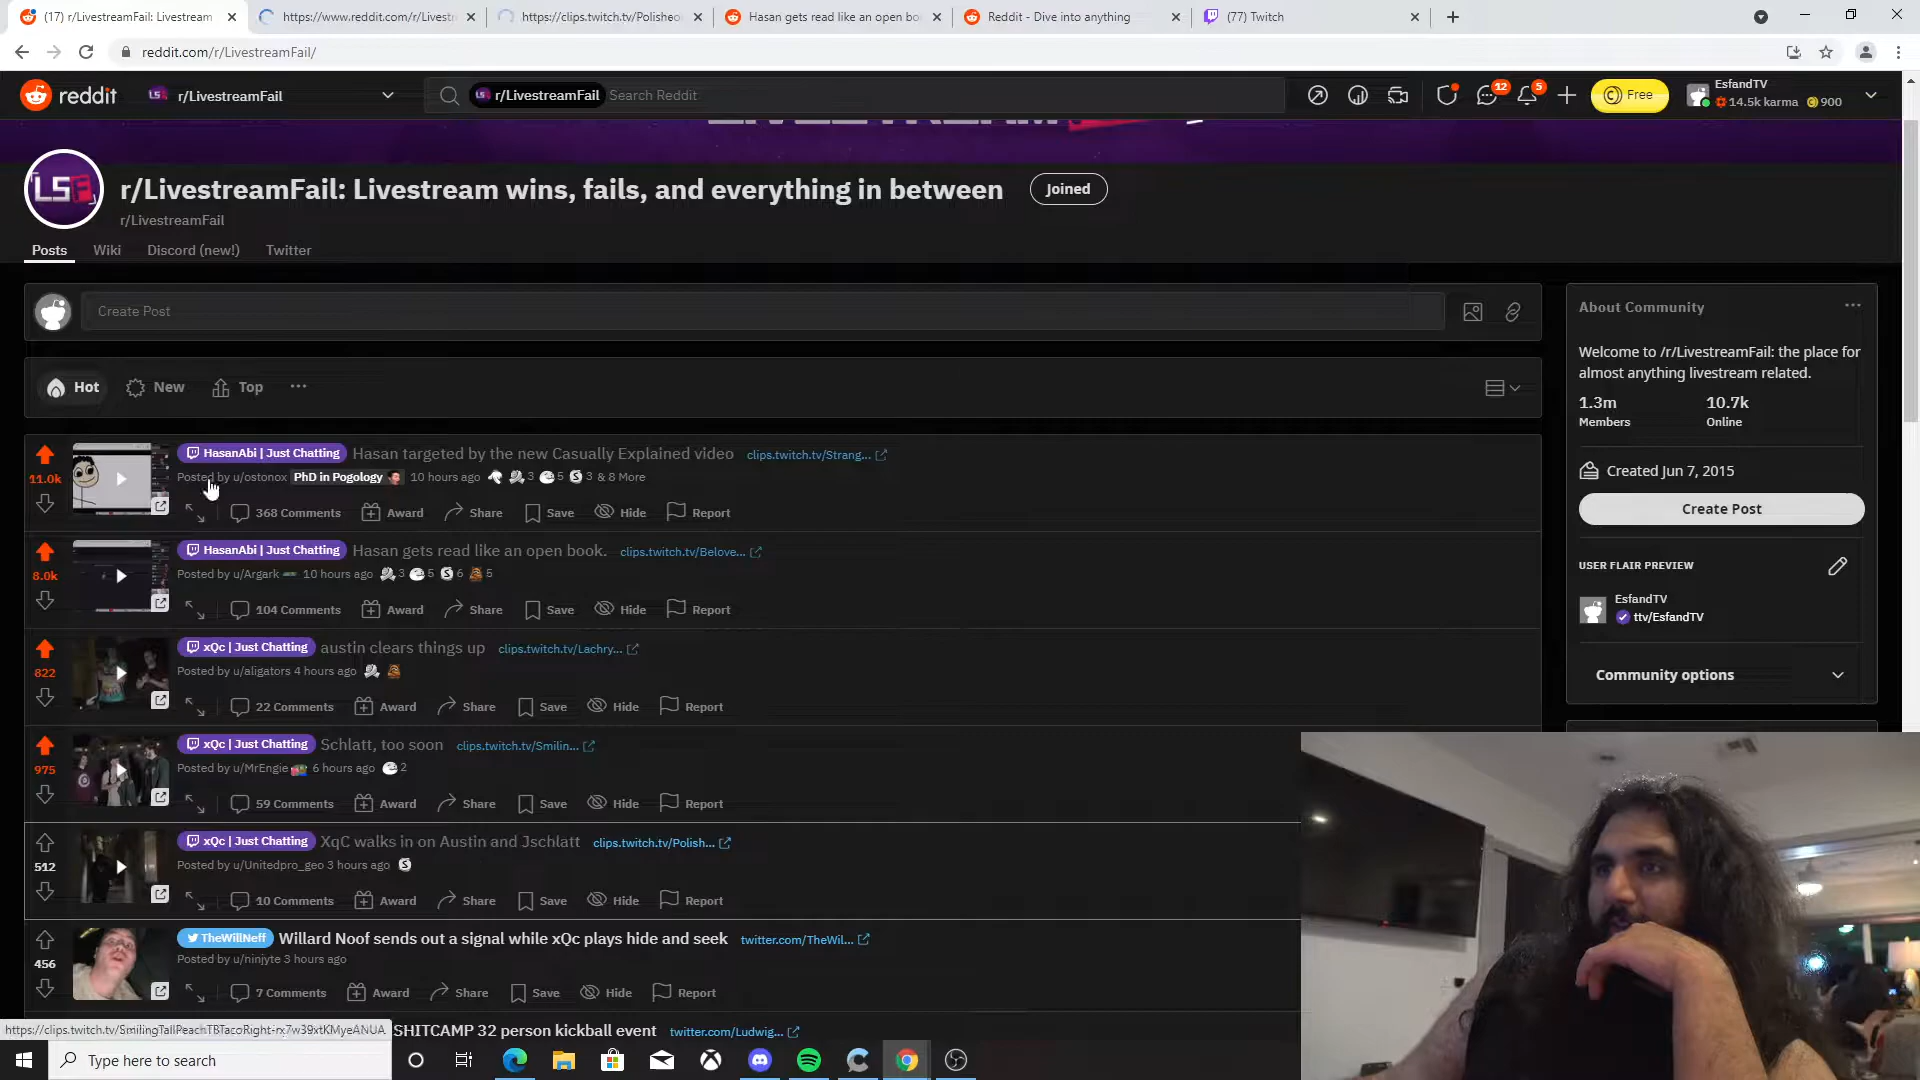 (17) r/LivestreamFail: Livestream
https://www.reddit.com/r/Livestr
https://clips.twitch.tv/Polisheo
Hasan gets read like an open bo
Reddit - Dive into anything
(77) Twitch
reddit.com/r/LivestreamFail/
reddit
r/LivestreamFail
r/LivestreamFail Search Reddit
12
5
Free
EsfandTV
14.5k karma 900
LSF
r/LivestreamFail: Livestream wins, fails, and everything in between
Joined
r/LivestreamFail
Posts Wiki Discord (new!) Twitter
Create Post
Hot New Top
11.0k
HasanAbi | Just Chatting Hasan targeted by the new Casually Explained video clips.twitch.tv/Strang...
Posted by u/ostonox PhD in Pogology 10 hours ago 3 5 3 & 8 More
368 Comments Award Share Save Hide Report
8.0k
HasanAbi | Just Chatting Hasan gets read like an open book. clips.twitch.tv/Belove...
Posted by u/Argark 10 hours ago 3 5 6 5
104 Comments Award Share Save Hide Report
822
xQc | Just Chatting austin clears things up clips.twitch.tv/Lachry...
Posted by u/aligators 4 hours ago
22 Comments Award Share Save Hide Report
975
xQc | Just Chatting Schlatt, too soon clips.twitch.tv/Smilin...
Posted by u/MrEngie 6 hours ago 2
59 Comments Award Share Save Hide Report
512
xQc | Just Chatting XqC walks in on Austin and Jschlatt clips.twitch.tv/Polish...
Posted by u/Unitedpro_geo 3 hours ago
10 Comments Award Share Save Hide Report
456
TheWillNeff Willard Noof sends out a signal while xQc plays hide and seek twitter.com/TheWil...
Posted by u/ninjyte 3 hours ago
7 Comments Award Share Save Hide Report
SHITCAMP 32 person kickball event twitter.com/Ludwig...
About Community
Welcome to /r/LivestreamFail: the place for
almost anything livestream related.
1.3m 10.7k
Members Online
Created Jun 7, 2015
Create Post
USER FLAIR PREVIEW
EsfandTV
ttv/EsfandTV
Community options
https://clips.twitch.tv/SmilingTallPeachTBTacoRight-rx7w39xtKMyeANUA
Type here to search